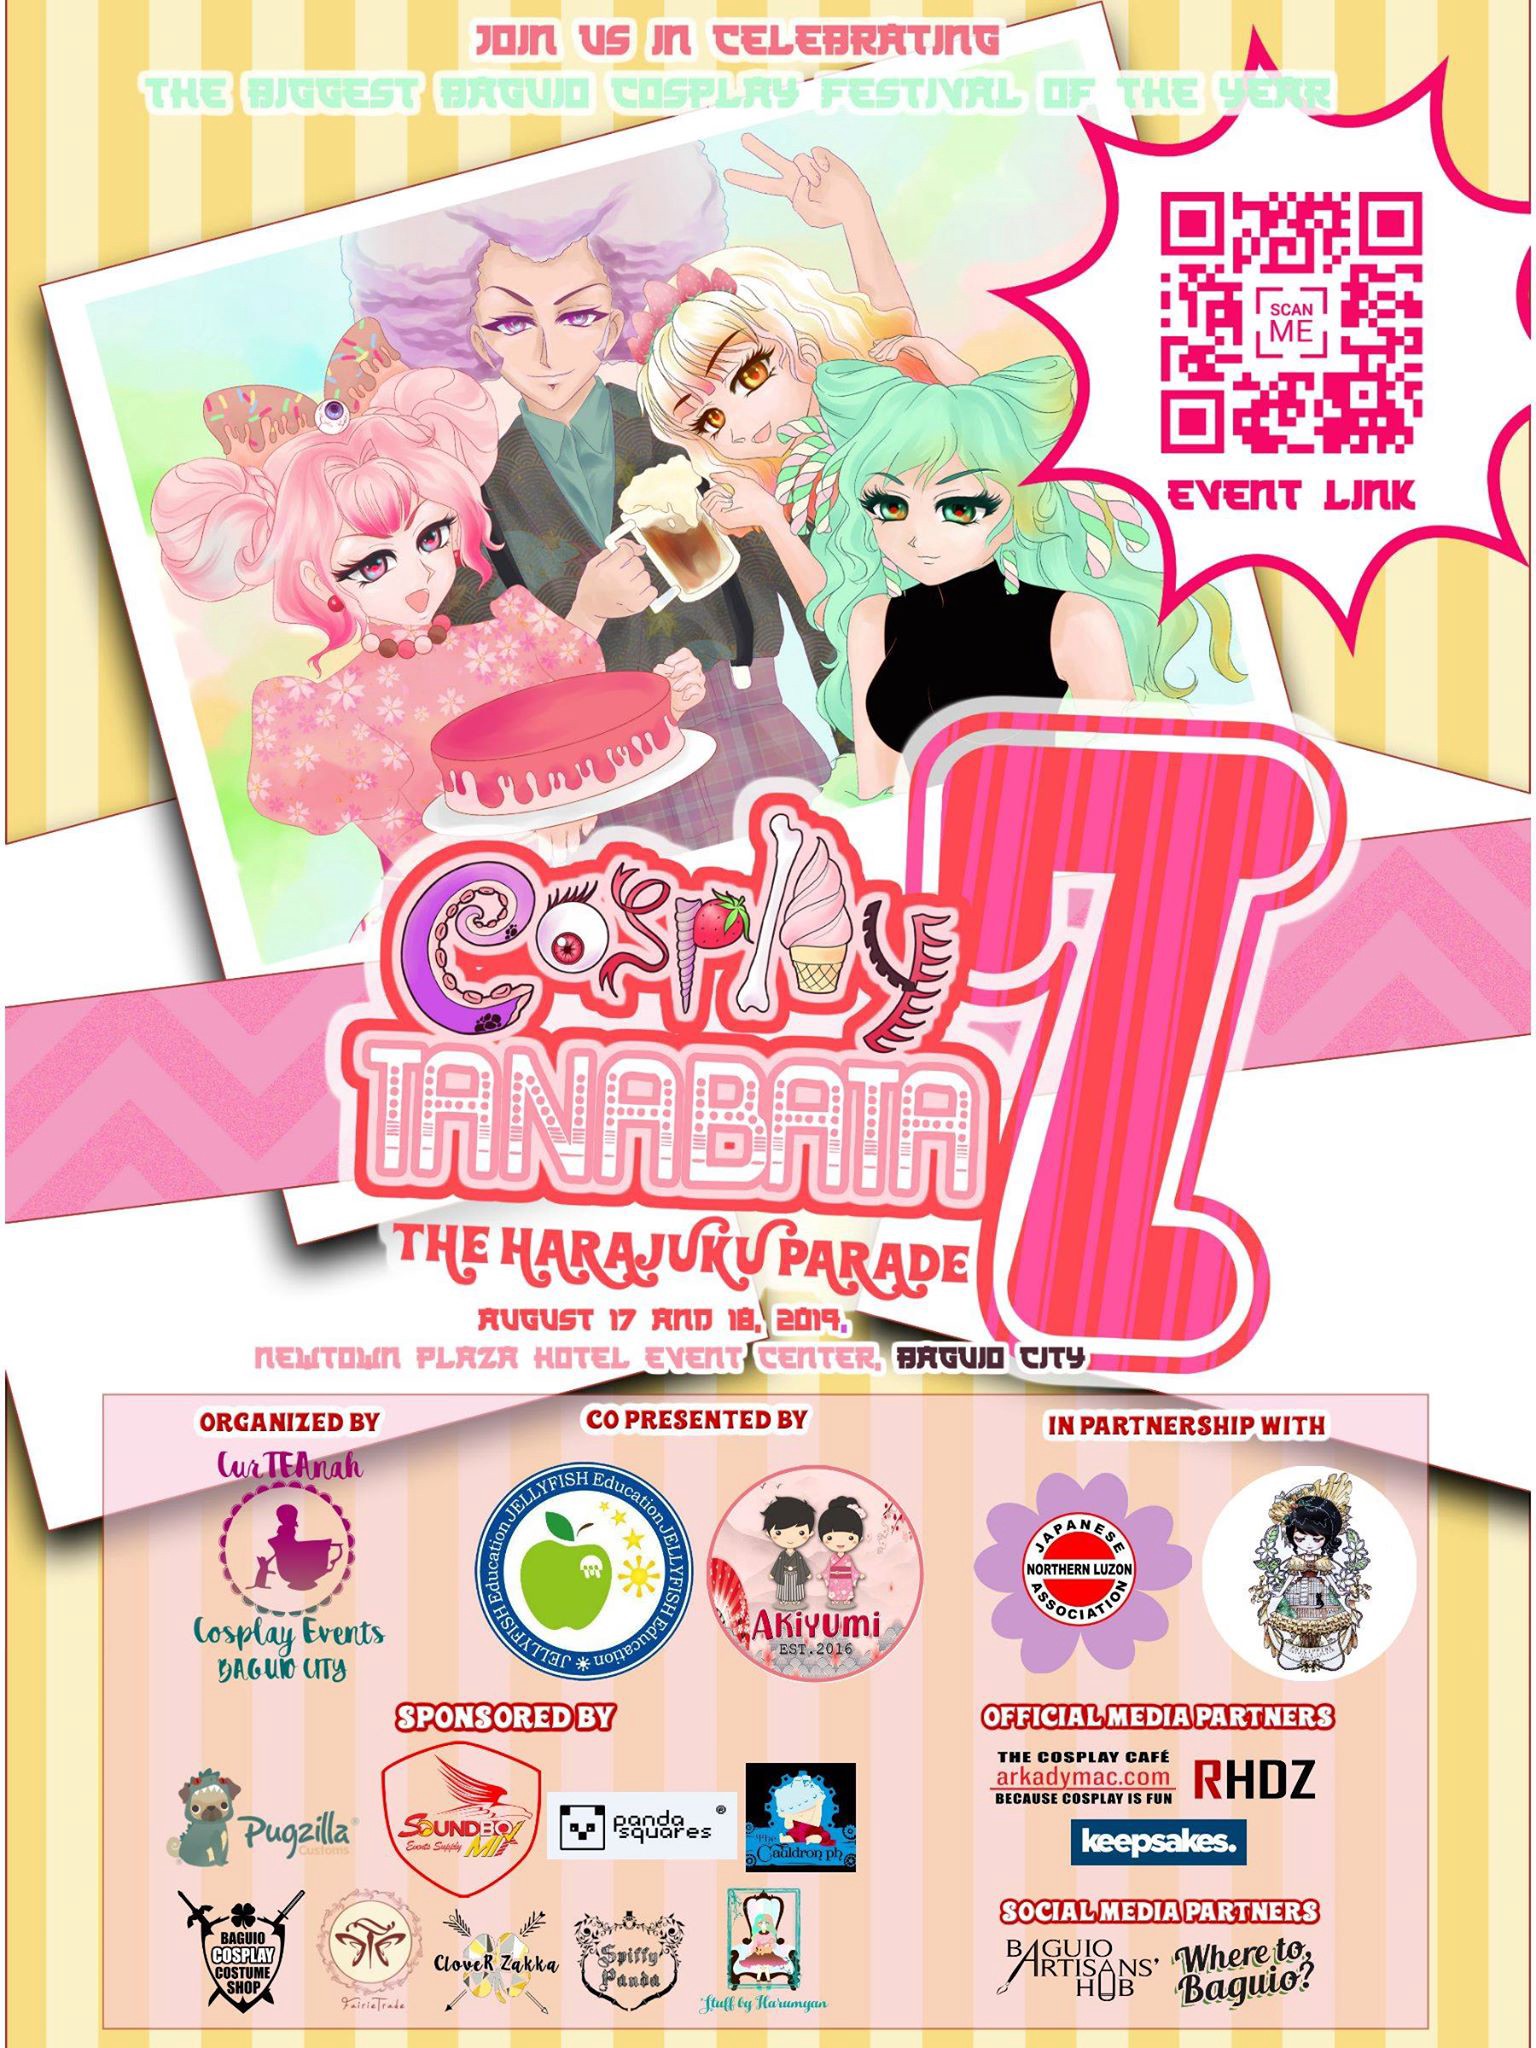 JOIN US IN CELEBRATING
THE BIGGEST BAGUIO COSPLAY FESTIVAL OF THE YEAR
SCAN
ME
EVENT LINK
Cosplay
TANABATA
7
THE HARAJUKU PARADE
AUGUST 17 AND 18, 2019.
NEWTOWN PLAZA HOTEL EVENT CENTER, BAGUIO CITY
ORGANIZED BY
CO PRESENTED BY
IN PARTNERSHIP WITH
CurTEAnah
Cosplay Events
BAGUIO CITY
JELLYFISH Education JELLYFISH Education JELLYFISH Education
AKiYUMi
EST.2016
JAPANESE
NORTHERN LUZON
ASSOCIATION
SPONSORED BY
OFFICIAL MEDIA PARTNERS
Pugzilla®
Customs
SOUNDBOY
MIX
Events Supply
panda
squares
®
The
Cauldron ph
THE COSPLAY CAFÉ
arkadymac.com
BECAUSE COSPLAY IS FUN
RHDZ
keepsakes.
BAGUIO
COSPLAY
COSTUME
SHOP
FairieTrade
CloveR Zakka
Spiffy
Panda
Stuff by Harumyan
SOCIAL MEDIA PARTNERS
BAGUIO
ARTISANS'
HUB
Where to,
Baguio?